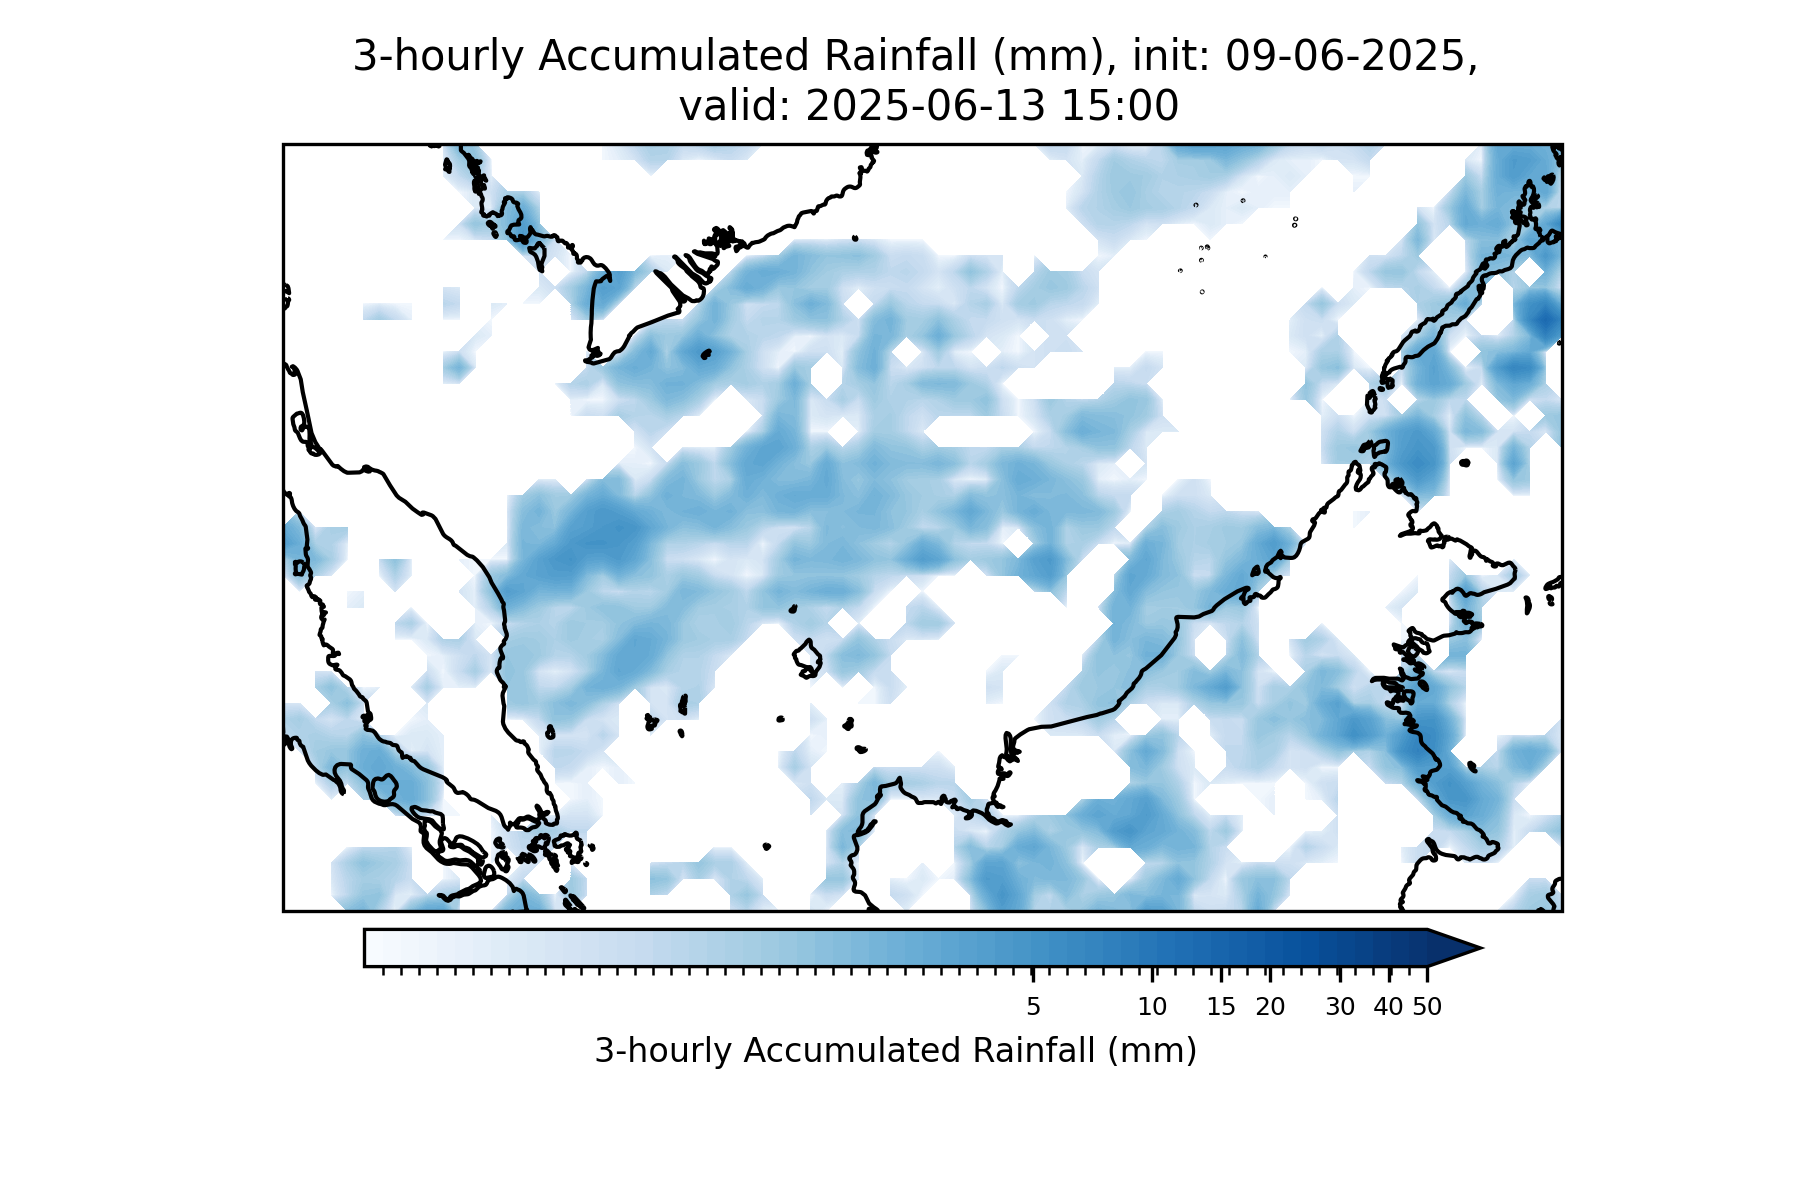 3-hourly Accumulated Rainfall (mm), init: 09-06-2025,
valid: 2025-06-13 15:00
5 10 15 20 30 40 50
3-hourly Accumulated Rainfall (mm)